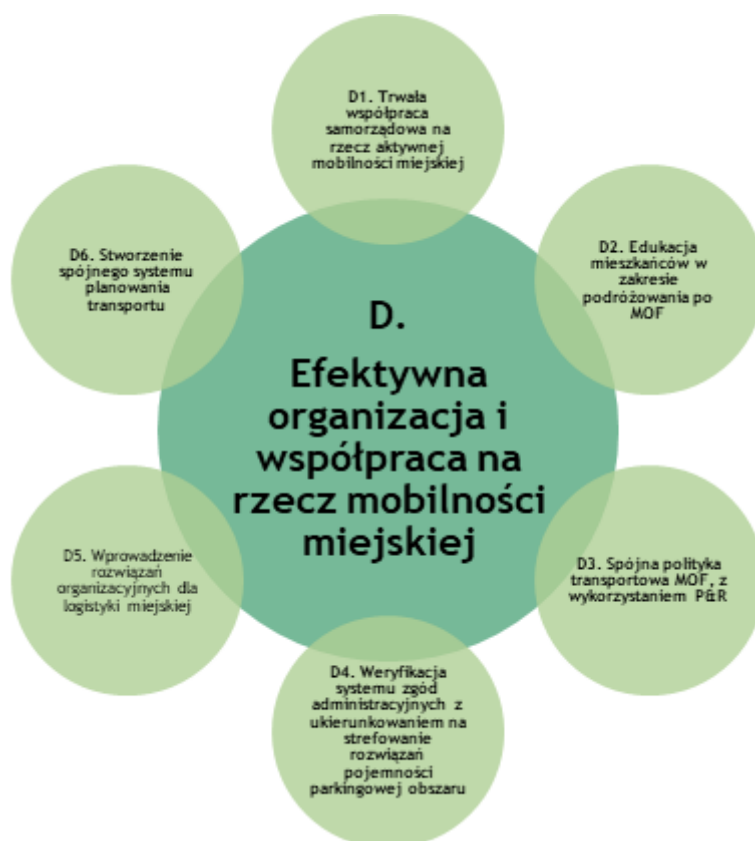 D1. Trwała
współpraca
samorządowa na
rzecz aktywnej
mobilności miejskiej
D2. Edukacja
mieszkańców w
zakresie
podróżowania po
MOF
D3. Spójna polityka
transportowa MOF, z
wykorzystaniem P&R
D4. Weryfikacja
systemu zgód
administracyjnych z
ukierunkowaniem na
strefowanie
rozwiązań
pojemności
parkingowej obszaru
D5. Wprowadzenie
rozwiązań
organizacyjnych dla
logistyki miejskiej
D6. Stworzenie
spójnego systemu
planowania
transportu
D.
Efektywna
organizacja i
współpraca na
rzecz mobilności
miejskiej